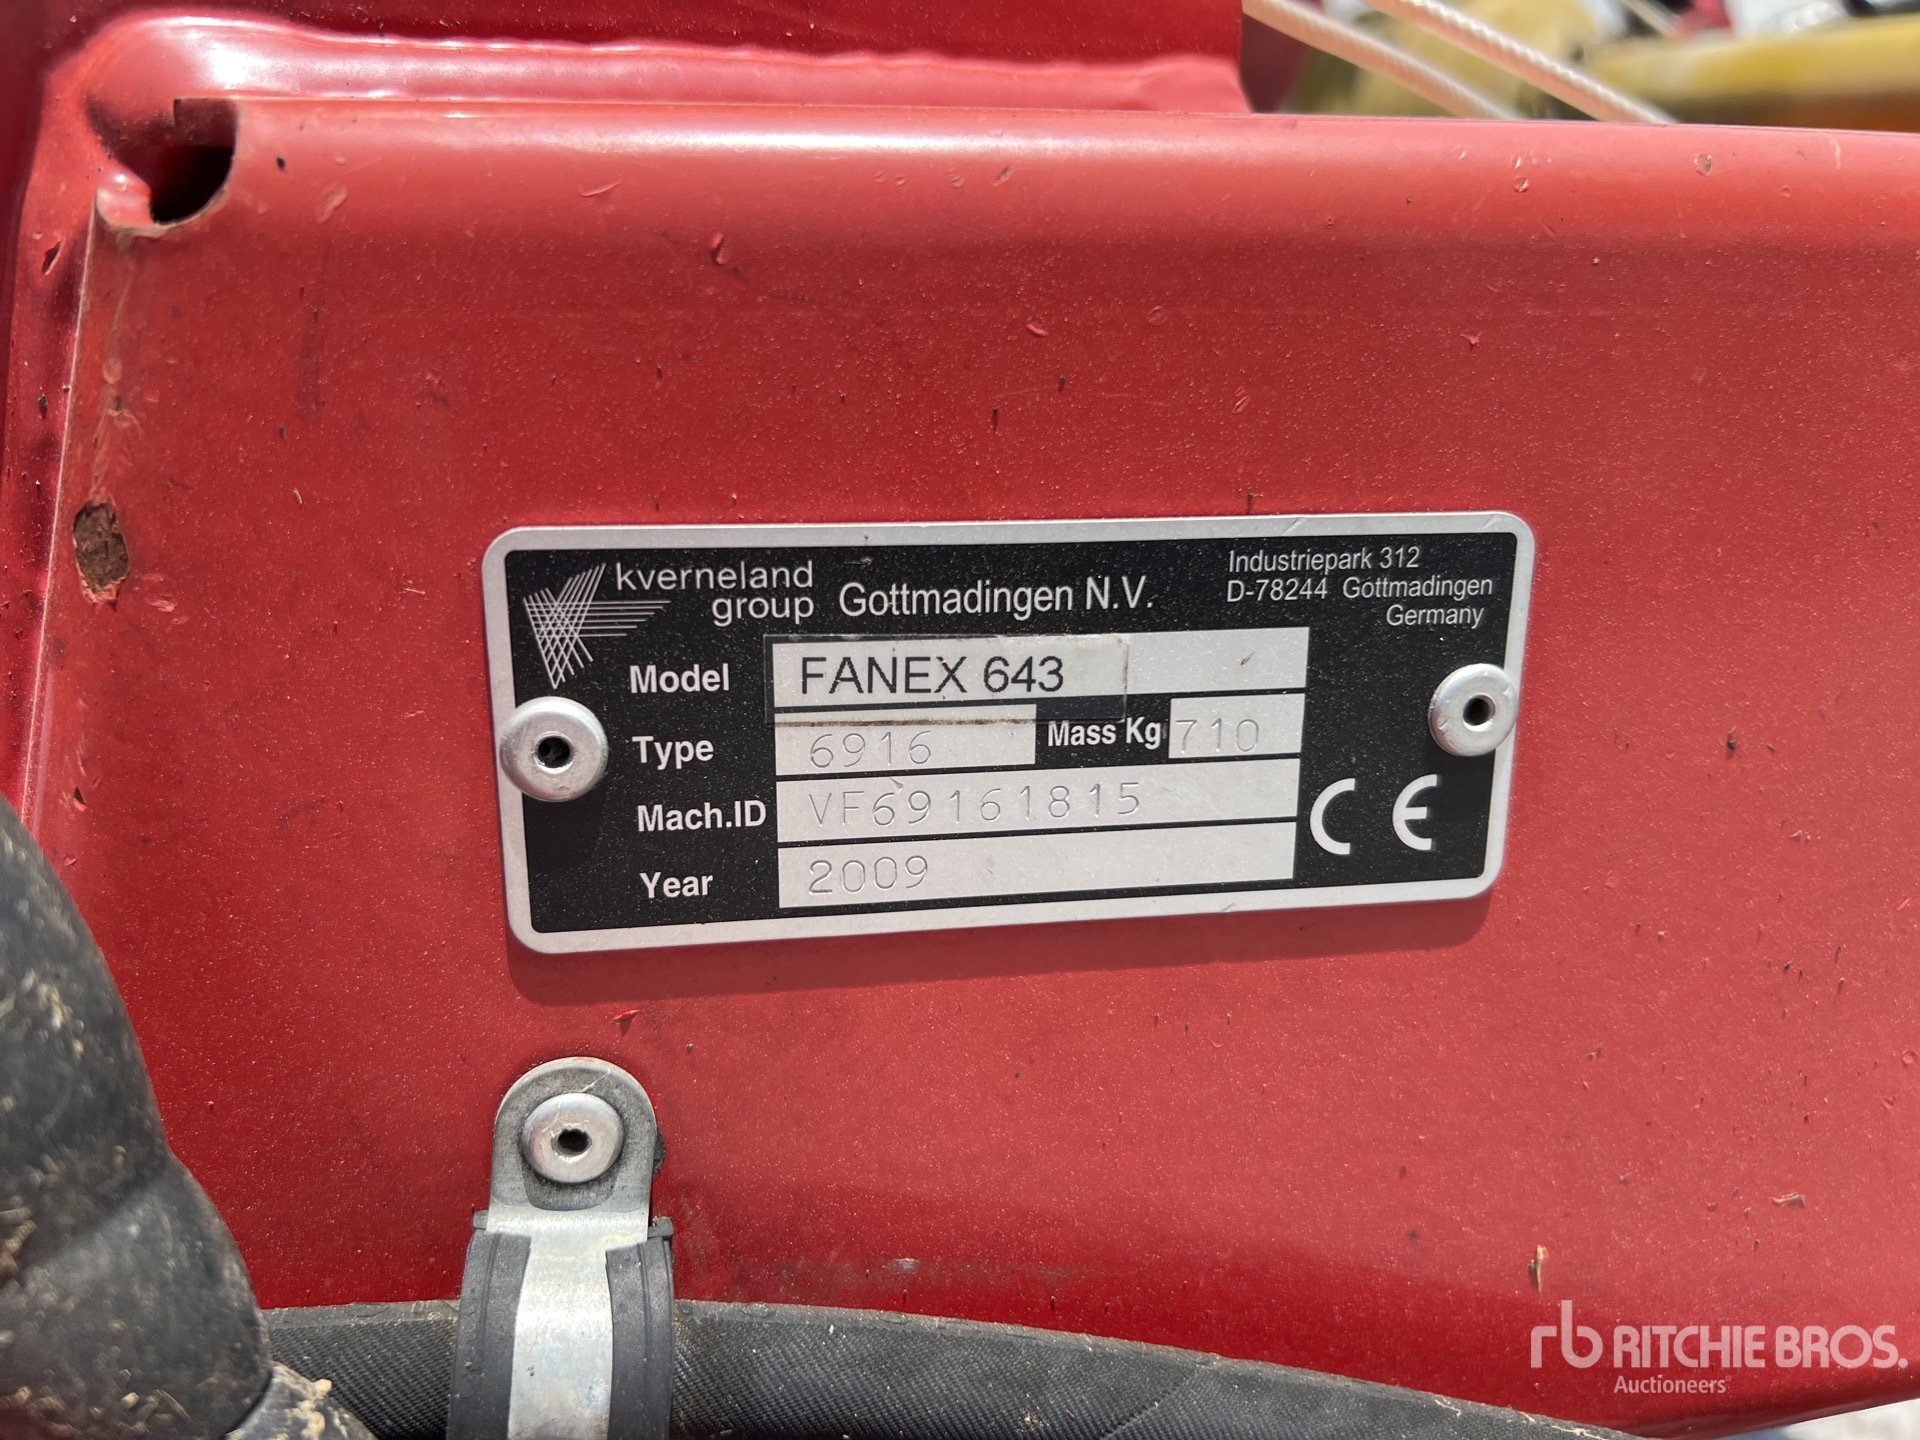 kverneland
group
Gottmadingen N.V.
Industriepark 312
D-78244 Gottmadingen
Germany
Model FANEX 643
Type 6916 Mass Kg 710
Mach.ID VF69161815
Year 2009
CE
rb RITCHIE BROS.
Auctioneers